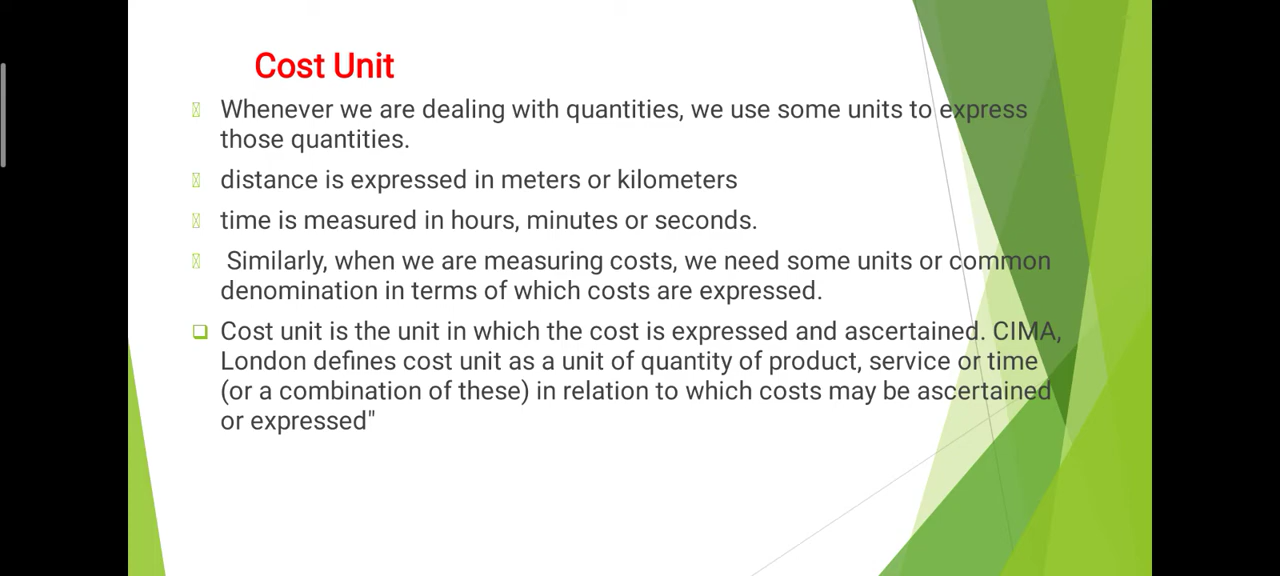 Cost Unit
Whenever we are dealing with quantities, we use some units to express
those quantities.
distance is expressed in meters or kilometers
time is measured in hours, minutes or seconds.
Similarly, when we are measuring costs, we need some units or common
denomination in terms of which costs are expressed.
Cost unit is the unit in which the cost is expressed and ascertained. CIMA,
London defines cost unit as a unit of quantity of product, service or time
(or a combination of these) in relation to which costs may be ascertained
or expressed"